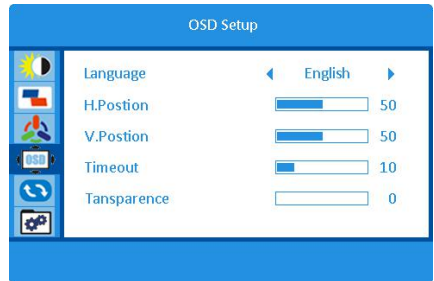 OSD Setup
Language English
H.Postion 50
V.Postion 50
OSD
Timeout 10
Tansparence 0